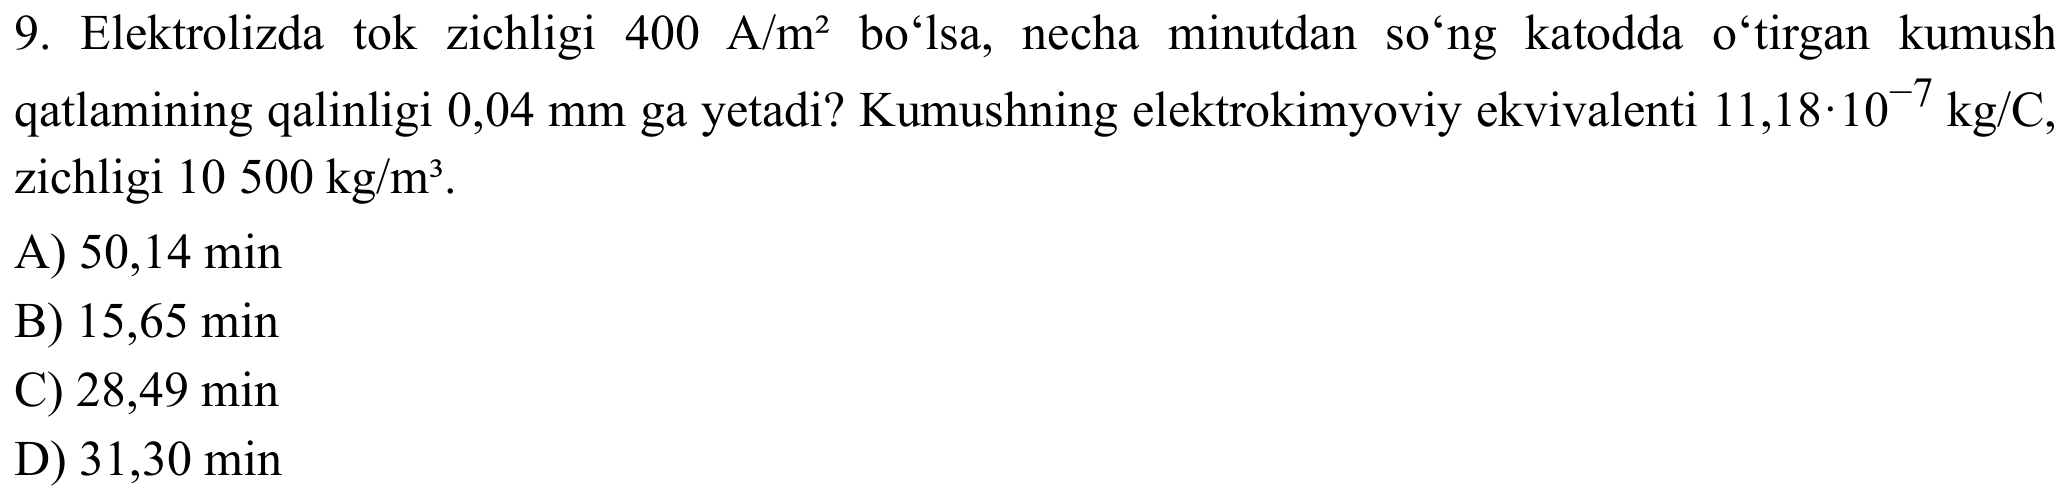 9. Elektrolizda tok zichligi 400 A/m² bo‘lsa, necha minutdan so‘ng katodda o‘tirgan kumush
qatlamining qalinligi 0,04 mm ga yetadi? Kumushning elektrokimyoviy ekvivalenti 11,18·10⁻⁷ kg/C,
zichligi 10 500 kg/m³.
A) 50,14 min
B) 15,65 min
C) 28,49 min
D) 31,30 min